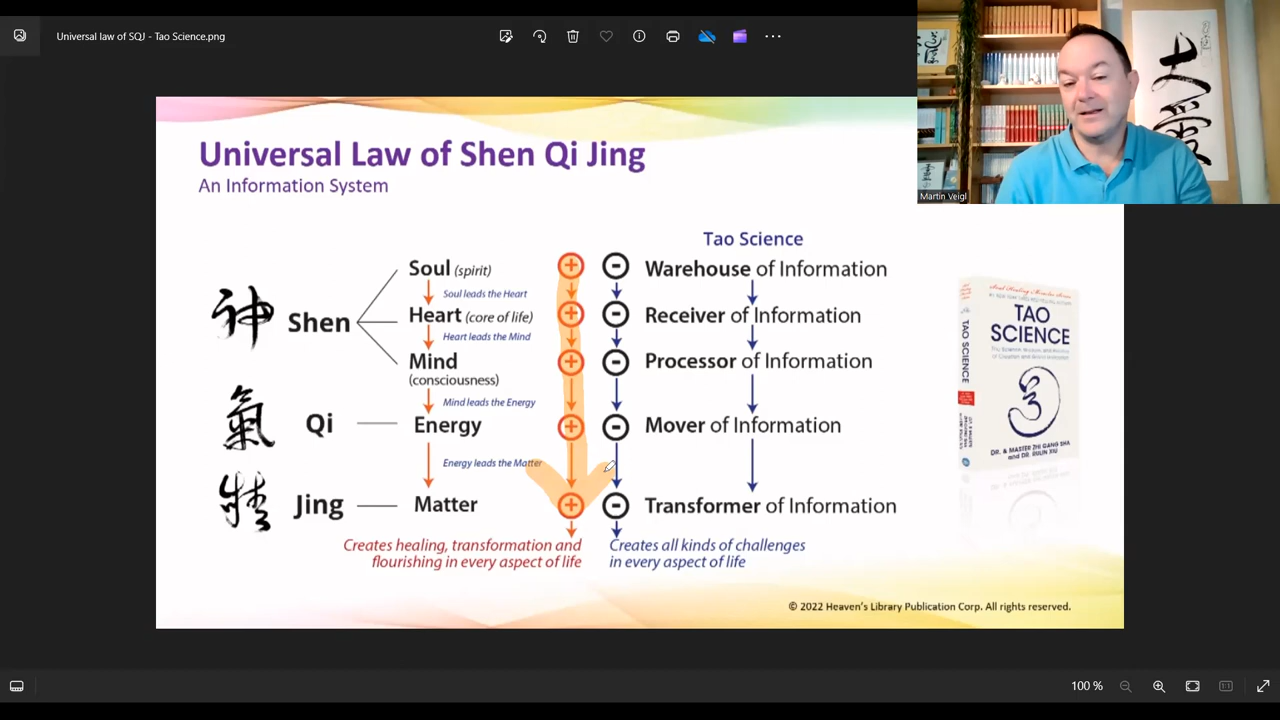 Universal law of SQJ - Tao Science.png
Martin Veigl
Universal Law of Shen Qi Jing
An Information System
Tao Science
神
Shen
Soul (spirit)
Soul leads the Heart
Heart (core of life)
Heart leads the Mind
Mind
(consciousness)
Mind leads the Energy
氣
Qi
Energy
Energy leads the Matter
精
Jing
Matter
+ - Warehouse of Information
+ - Receiver of Information
+ - Processor of Information
+ - Mover of Information
+ - Transformer of Information
Creates healing, transformation and
flourishing in every aspect of life
Creates all kinds of challenges
in every aspect of life
TAO
SCIENCE
DR. & MASTER ZHI GANG SHA
and DR. RULIN XIU
TAO SCIENCE
大愛
© 2022 Heaven's Library Publication Corp. All rights reserved.
100 %